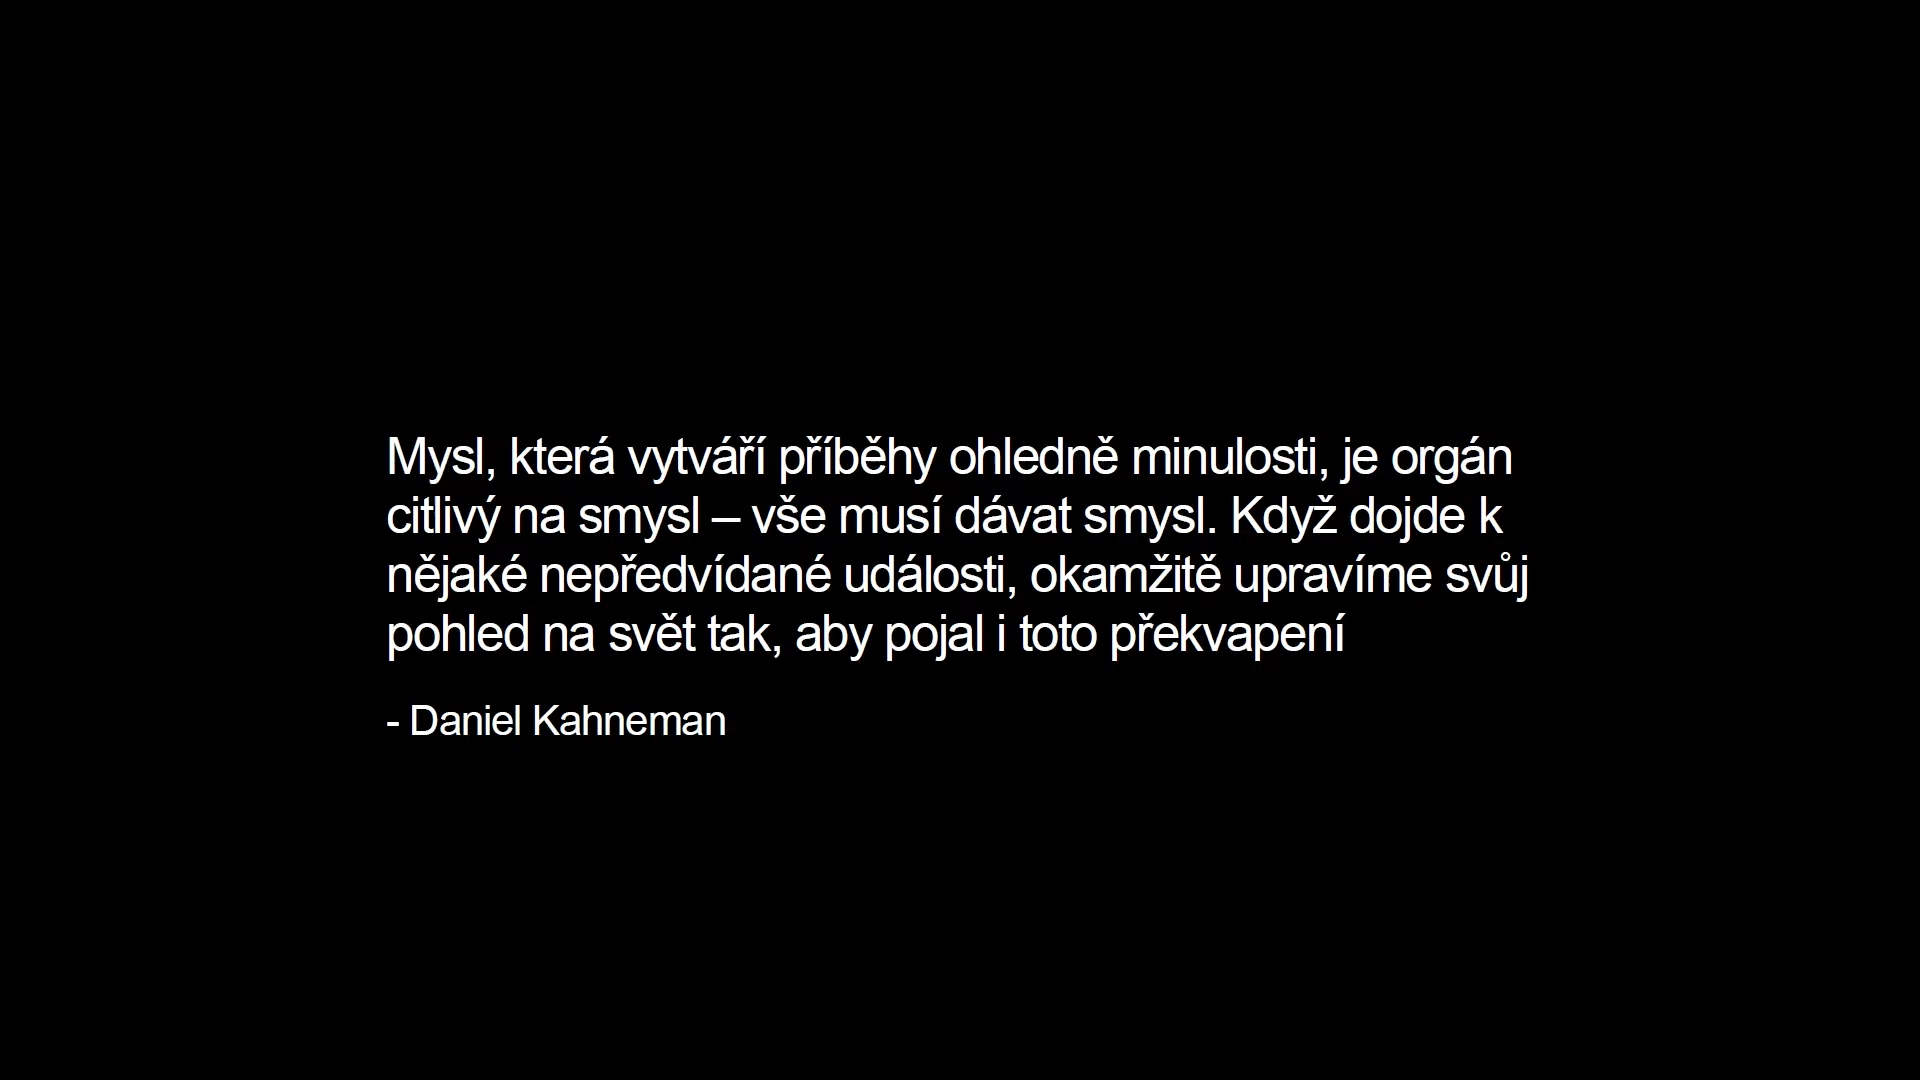 Mysl, která vytváří příběhy ohledně minulosti, je orgán
citlivý na smysl – vše musí dávat smysl. Když dojde k
nějaké nepředvídané události, okamžitě upravíme svůj
pohled na svět tak, aby pojal i toto překvapení
- Daniel Kahneman